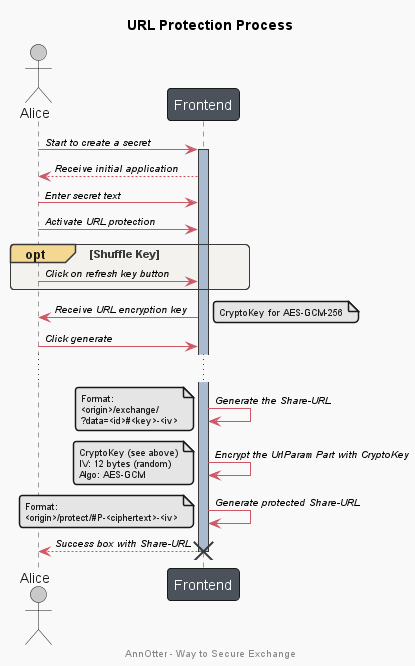 URL Protection Process
Alice
Frontend
Start to create a secret
Receive initial application
Enter secret text
Activate URL protection
opt
[Shuffle Key]
Click on refresh key button
Receive URL encryption key
CryptoKey for AES-GCM-256
Click generate
Format:
<origin>/exchange/
?data=<id>#<key>-<iv>
Generate the Share-URL
CryptoKey (see above)
IV: 12 bytes (random)
Algo: AES-GCM
Encrypt the UrlParam Part with CryptoKey
Format:
<origin>/protect/#P-<ciphertext>-<iv>
Generate protected Share-URL
Success box with Share-URL
Alice
Frontend
AnnOtter - Way to Secure Exchange